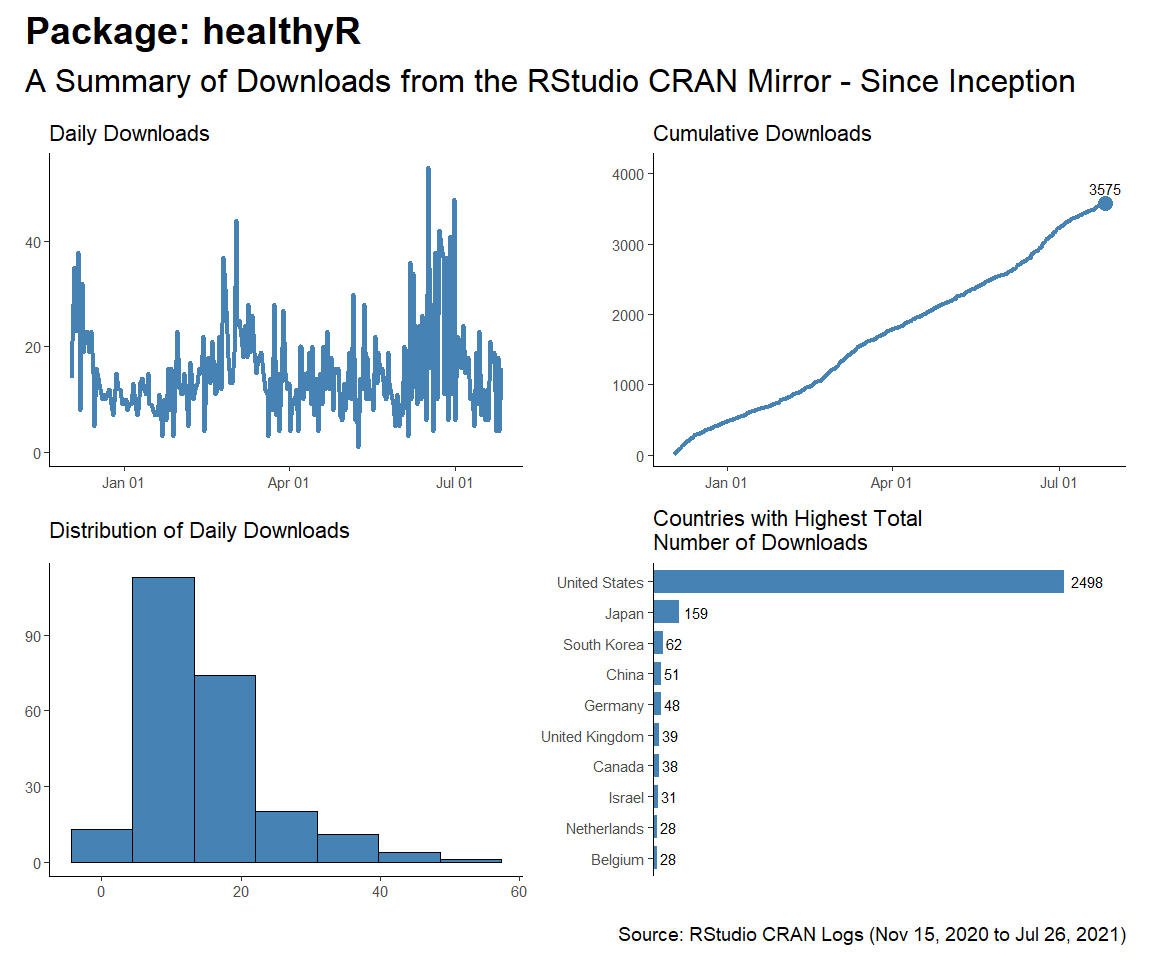 Package: healthyR
A Summary of Downloads from the RStudio CRAN Mirror - Since Inception
Daily Downloads
40
20
0
Jan 01
Apr 01
Jul 01
Cumulative Downloads
4000
3000
2000
1000
0
3575
Jan 01
Apr 01
Jul 01
Distribution of Daily Downloads
90
60
30
0
0
20
40
60
Countries with Highest Total
Number of Downloads
United States 2498
Japan 159
South Korea 62
China 51
Germany 48
United Kingdom 39
Canada 38
Israel 31
Netherlands 28
Belgium 28
Source: RStudio CRAN Logs (Nov 15, 2020 to Jul 26, 2021)